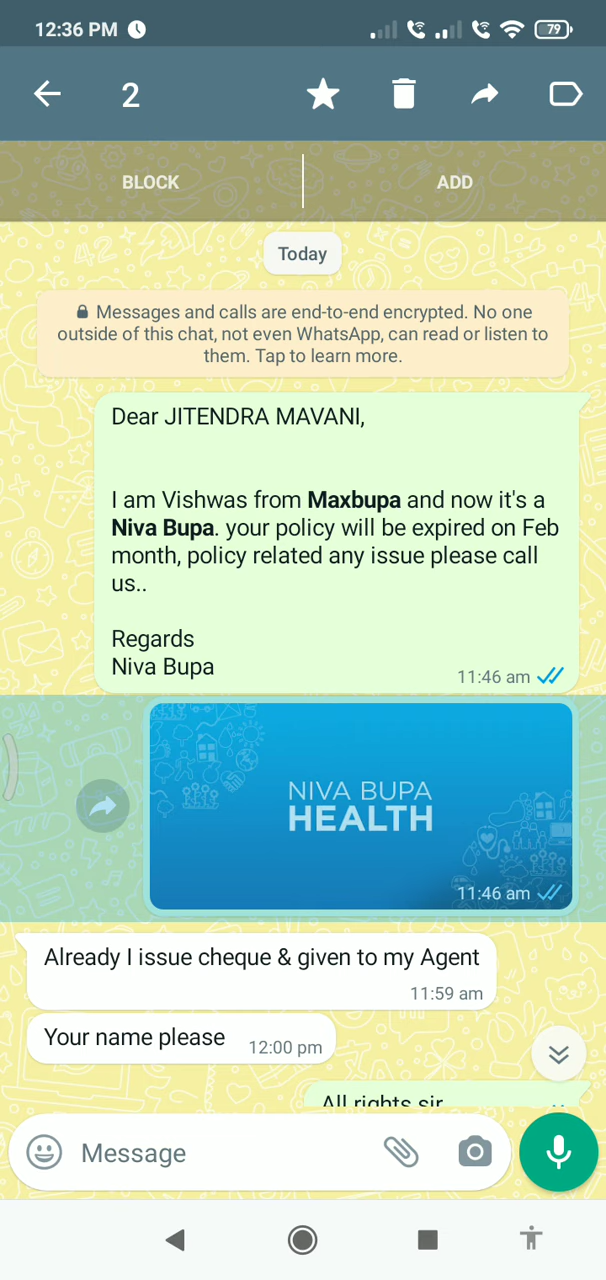 12:36 PM
79
2
BLOCK
ADD
Today
Messages and calls are end-to-end encrypted. No one
outside of this chat, not even WhatsApp, can read or listen to
them. Tap to learn more.
Dear JITENDRA MAVANI,
I am Vishwas from Maxbupa and now it's a
Niva Bupa. your policy will be expired on Feb
month, policy related any issue please call
us..
Regards
Niva Bupa
11:46 am
NIVA BUPA
HEALTH
11:46 am
Already I issue cheque & given to my Agent
11:59 am
Your name please
12:00 pm
All rights sir
Message